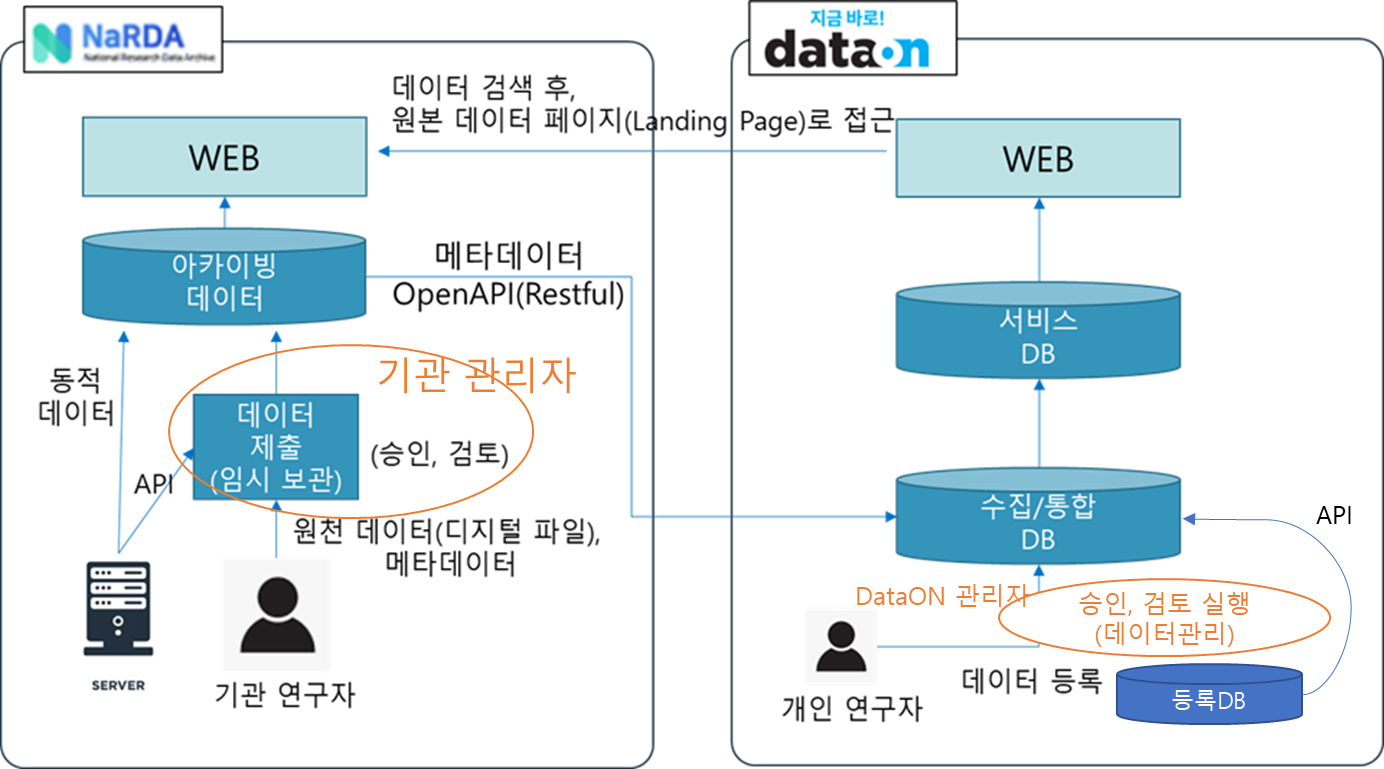 NaRDA
National Research Data Archive
데이터 검색 후,
원본 데이터 페이지(Landing Page)로 접근
WEB
아카이빙
데이터
메타데이터
OpenAPI(Restful)
동적
데이터
기관 관리자
데이터
제출
(임시 보관)
(승인, 검토)
API
원천 데이터(디지털 파일),
메타데이터
SERVER
기관 연구자
지금 바로!
dataon
WEB
서비스
DB
수집/통합
DB
API
DataON 관리자
승인, 검토 실행
(데이터관리)
데이터 등록
개인 연구자
등록DB